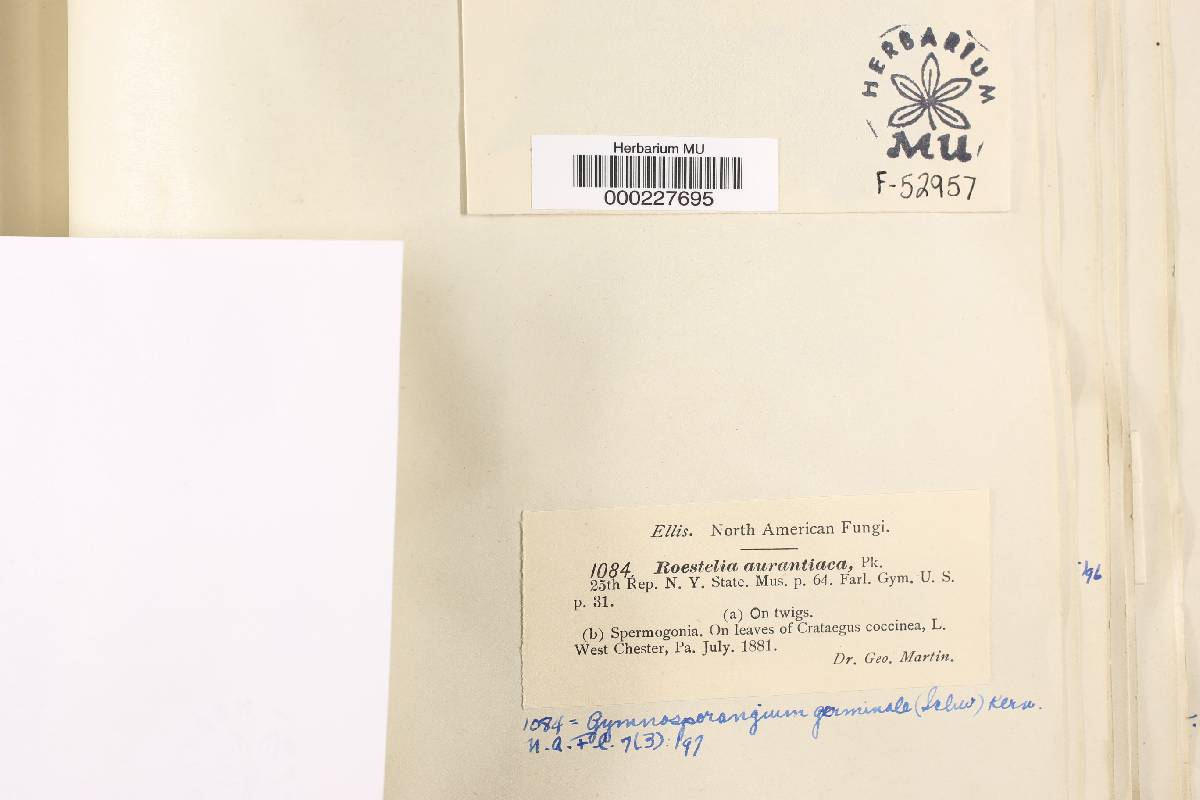 HERBARIUM
MU
F-52957
Herbarium MU
000227695
Ellis. North American Fungi.
1084. Roestelia aurantiaca, Pk.
25th Rep. N. Y. State. Mus. p. 64. Farl. Gym. U. S.
p. 31.
(a) On twigs.
(b) Spermogonia. On leaves of Crataegus coccinea, L.
West Chester, Pa. July. 1881.
Dr. Geo. Martin.
1084 = Gymnosporangium germinale (Schw) Kern.
N. A. Fl. 7(3): 197